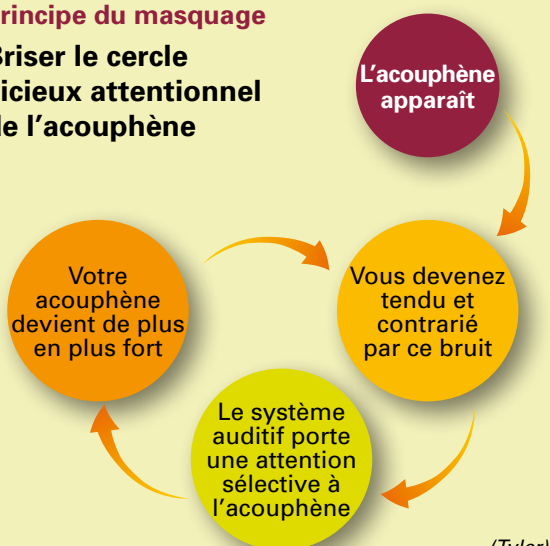 rincipe du masquage
Briser le cercle
icieux attentionnel
de l'acouphène
L'acouphène
apparaît
Vous devenez
tendu et
contrarié
par ce bruit
Le système
auditif porte
une attention
sélective à
l'acouphène
Votre
acouphène
devient de plus
en plus fort
(Tyler)